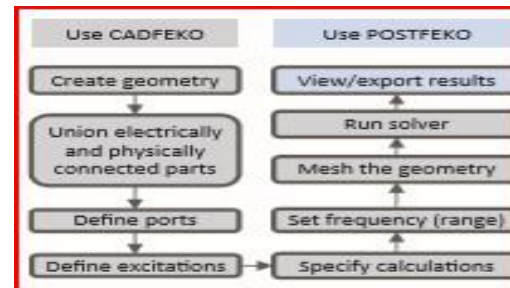 Use CADFEKO
Use POSTFEKO
Create geometry
Union electrically
and physically
connected parts
Define ports
Define excitations
View/export results
Run solver
Mesh the geometry
Set frequency (range)
Specify calculations